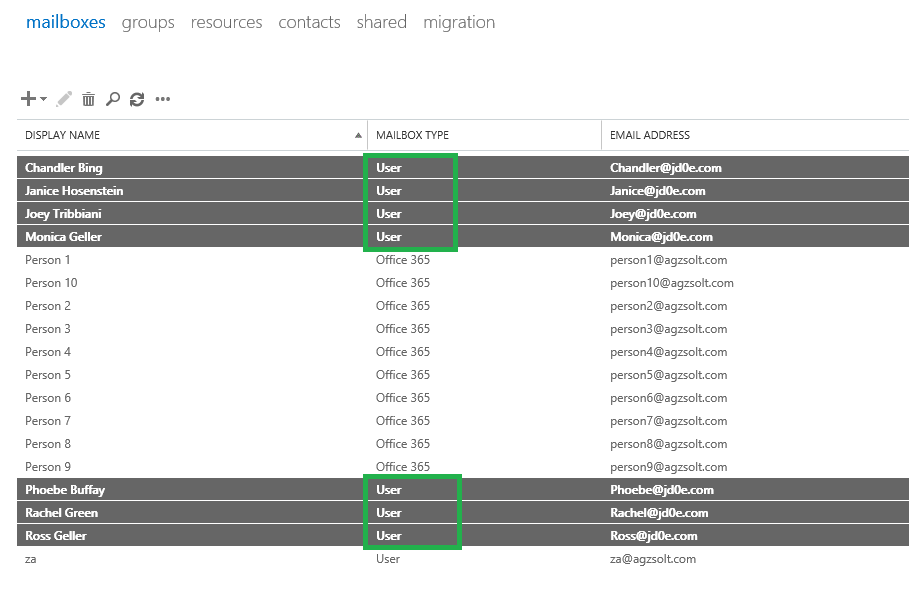 mailboxes groups resources contacts shared migration
DISPLAY NAME MAILBOX TYPE EMAIL ADDRESS
Chandler Bing User Chandler@jd0e.com
Janice Hosenstein User Janice@jd0e.com
Joey Tribbiani User Joey@jd0e.com
Monica Geller User Monica@jd0e.com
Person 1 Office 365 person1@agzsolt.com
Person 10 Office 365 person10@agzsolt.com
Person 2 Office 365 person2@agzsolt.com
Person 3 Office 365 person3@agzsolt.com
Person 4 Office 365 person4@agzsolt.com
Person 5 Office 365 person5@agzsolt.com
Person 6 Office 365 person6@agzsolt.com
Person 7 Office 365 person7@agzsolt.com
Person 8 Office 365 person8@agzsolt.com
Person 9 Office 365 person9@agzsolt.com
Phoebe Buffay User Phoebe@jd0e.com
Rachel Green User Rachel@jd0e.com
Ross Geller User Ross@jd0e.com
za User za@agzsolt.com